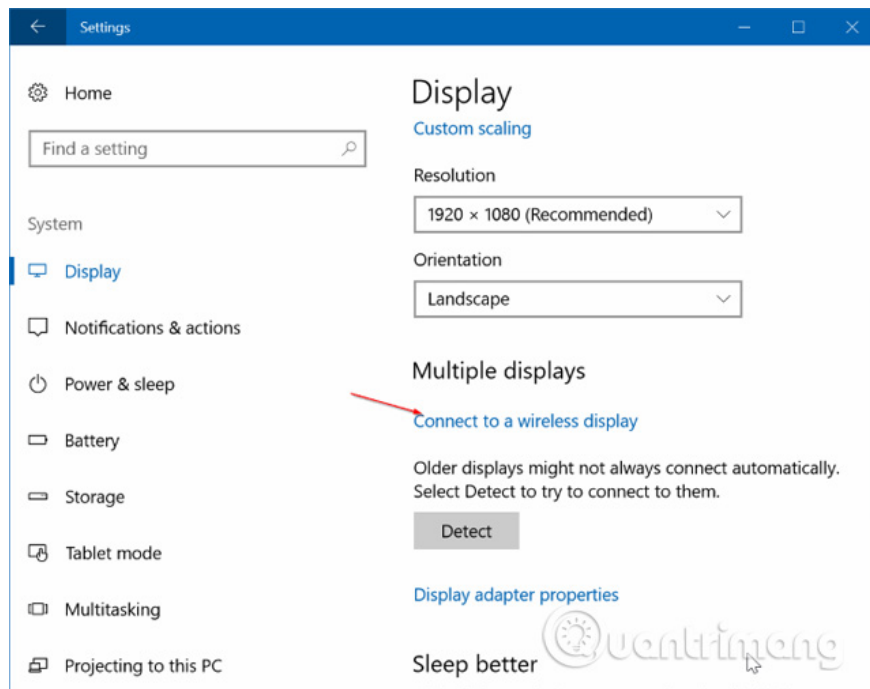 Settings
Home
Find a setting
System
Display
Notifications & actions
Power & sleep
Battery
Storage
Tablet mode
Multitasking
Projecting to this PC
Display
Custom scaling
Resolution
1920 × 1080 (Recommended)
Orientation
Landscape
Multiple displays
Connect to a wireless display
Older displays might not always connect automatically.
Select Detect to try to connect to them.
Detect
Display adapter properties
Sleep better
Quantrimang